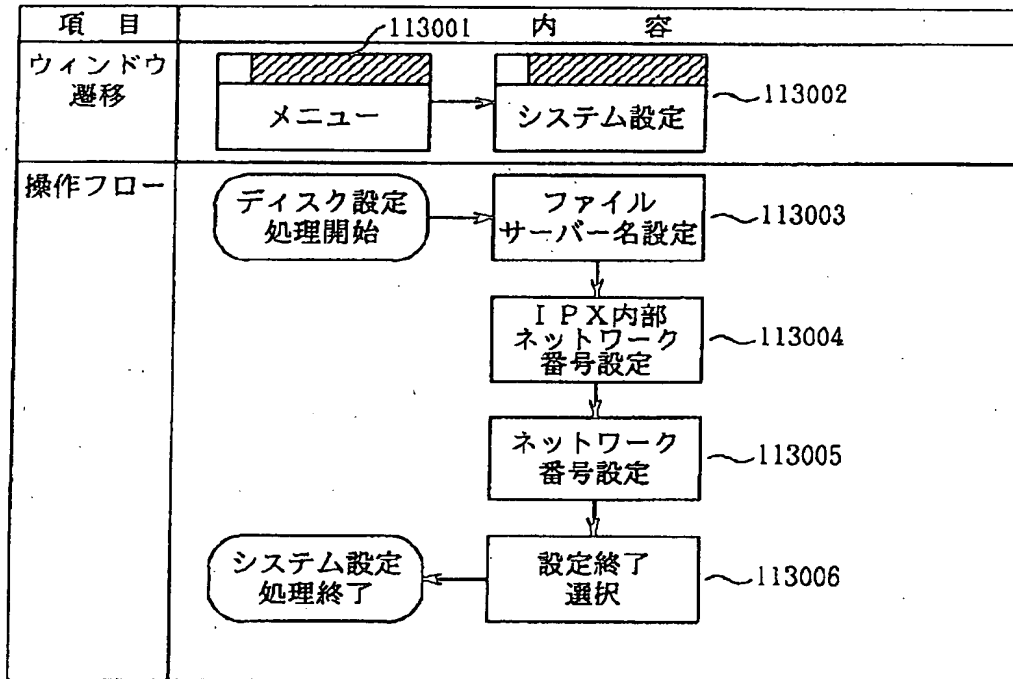 項 目
内 容
113001
ウィンドウ
遷移
メニュー
システム設定
113002
操作フロー
ディスク設定
処理開始
ファイル
サーバー名設定
113003
ＩＰＸ内部
ネットワーク
番号設定
113004
ネットワーク
番号設定
113005
システム設定
処理終了
設定終了
選択
113006